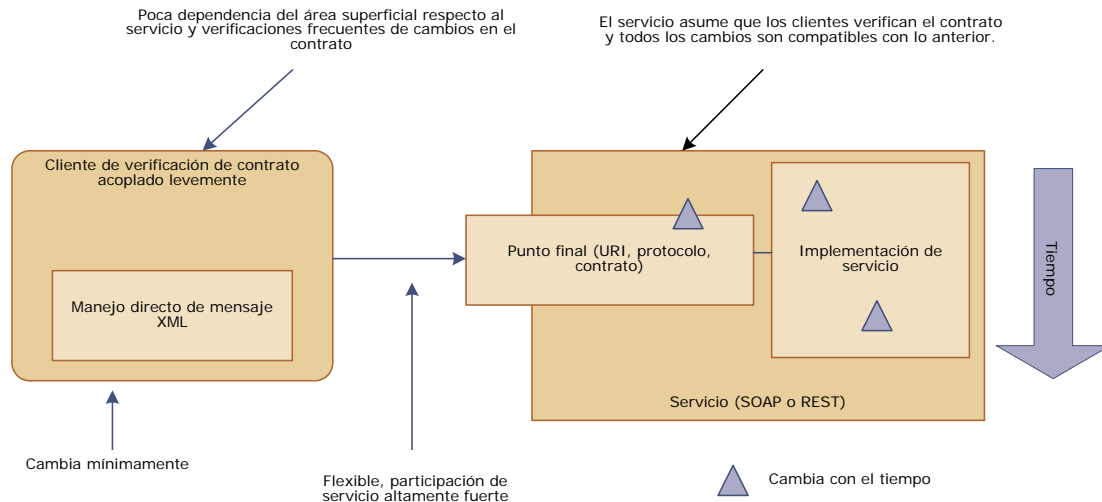 Poca dependencia del área superficial respecto al
servicio y verificaciones frecuentes de cambios en el
contrato
El servicio asume que los clientes verifican el contrato
y todos los cambios son compatibles con lo anterior.
Cliente de verificación de contrato
acoplado levemente
Manejo directo de mensaje
XML
Punto final (URI, protocolo,
contrato)
Implementación de
servicio
Servicio (SOAP o REST)
Tiempo
Cambia mínimamente
Flexible, participación de
servicio altamente fuerte
Cambia con el tiempo